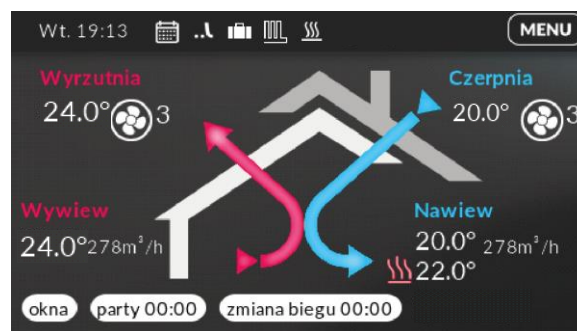 Wt. 19:13
MENU
Wyrzutnia
Czerpnia
24.0° 3
20.0° 3
Wywiew
Nawiew
24.0° 278m³/h
20.0° 278m³/h
22.0°
okna party 00:00 zmiana biegu 00:00